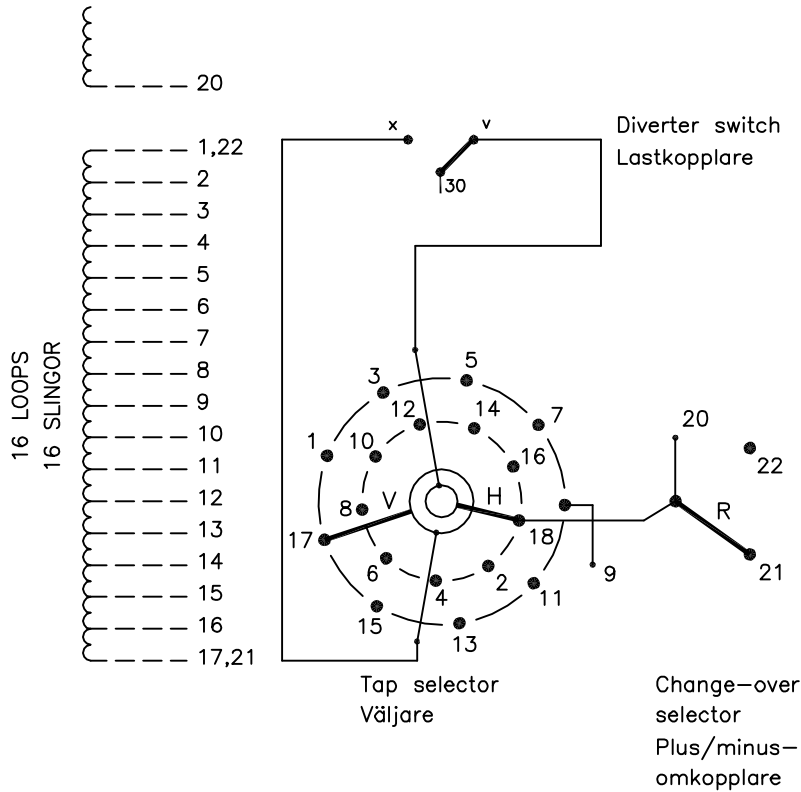 20
1,22
2
3
4
5
6
7
8
9
10
11
12
13
14
15
16
17,21
16 LOOPS
16 SLINGOR
x
v
30
Diverter switch
Lastkopplare
5
3
12
14
7
1
10
16
8
V
H
17
18
6
2
4
11
9
15
13
20
22
R
21
Tap selector
Väljare
Change-over
selector
Plus/minus-
omkopplare